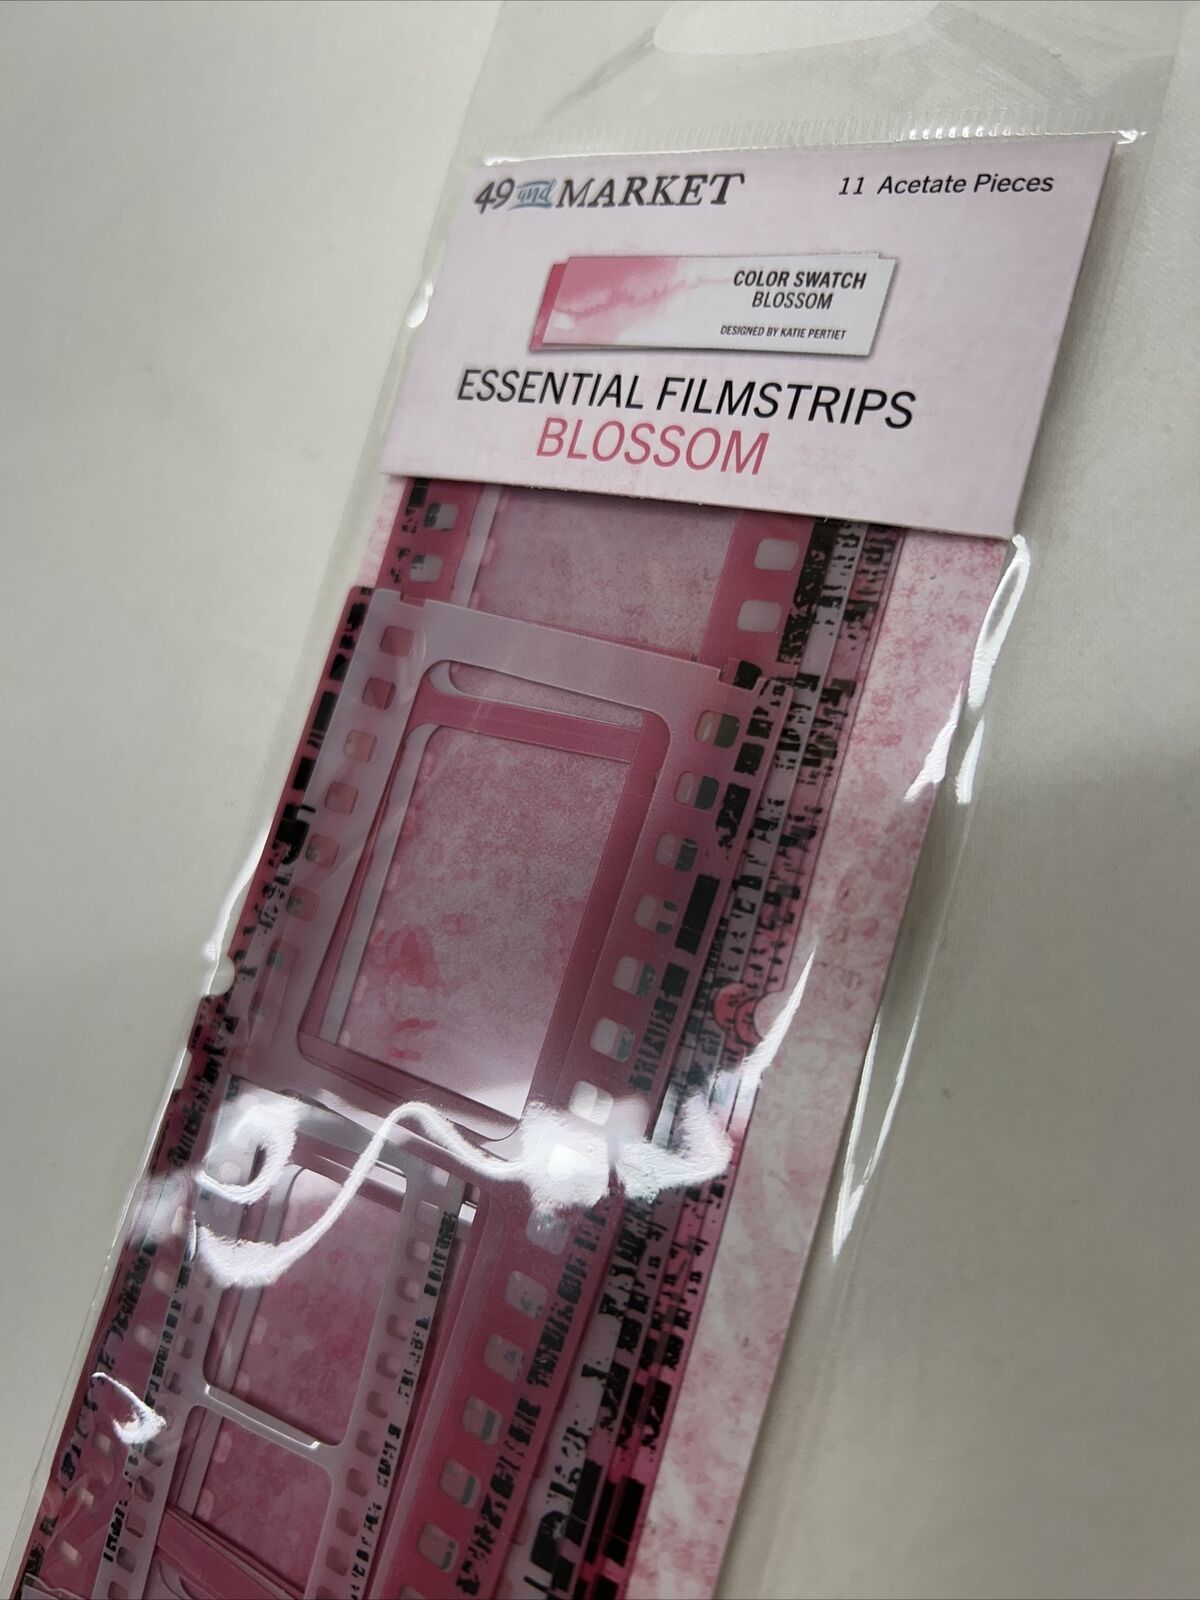 49 and MARKET
11 Acetate Pieces
COLOR SWATCH
BLOSSOM
DESIGNED BY KATIE PERTIET
ESSENTIAL FILMSTRIPS
BLOSSOM